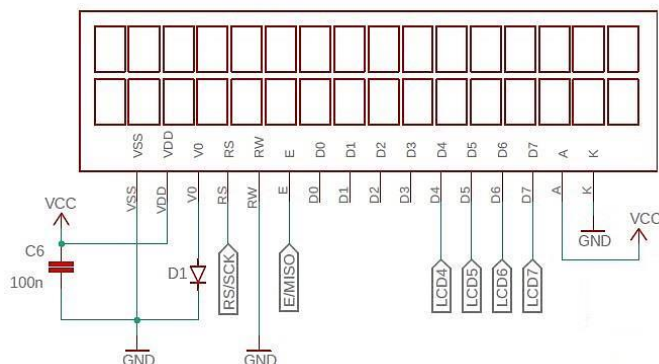 VSS VDD V0 RS RW E D0 D1 D2 D3 D4 D5 D6 D7 A K
VSS VDD V0 RS RW E D0 D1 D2 D3 D4 D5 D6 D7 A K
VCC
VCC
GND
C6
D1
100n
RS/SCK
E/MISO
LCD4
LCD5
LCD6
LCD7
GND
GND